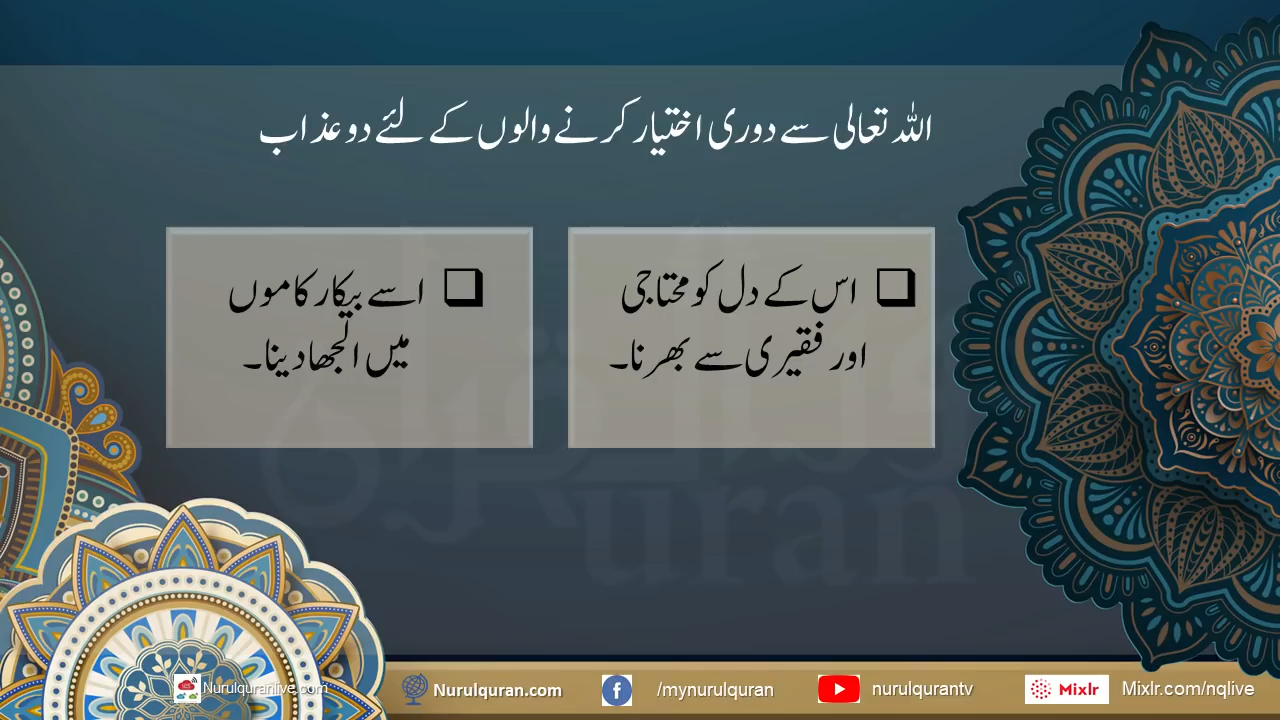 اللہ تعالی سے دوری اختیار کرنے والوں کے لئے دو عذاب
اس کے دل کو محتاجی
اور فقیری سے بھرنا۔
اسے بیکار کاموں
میں الجھا دینا۔
uran
Nurulquranlive.com
Nurulquran.com
/mynurulquran
nurulqurantv
Mixlr
Mixlr.com/nqlive